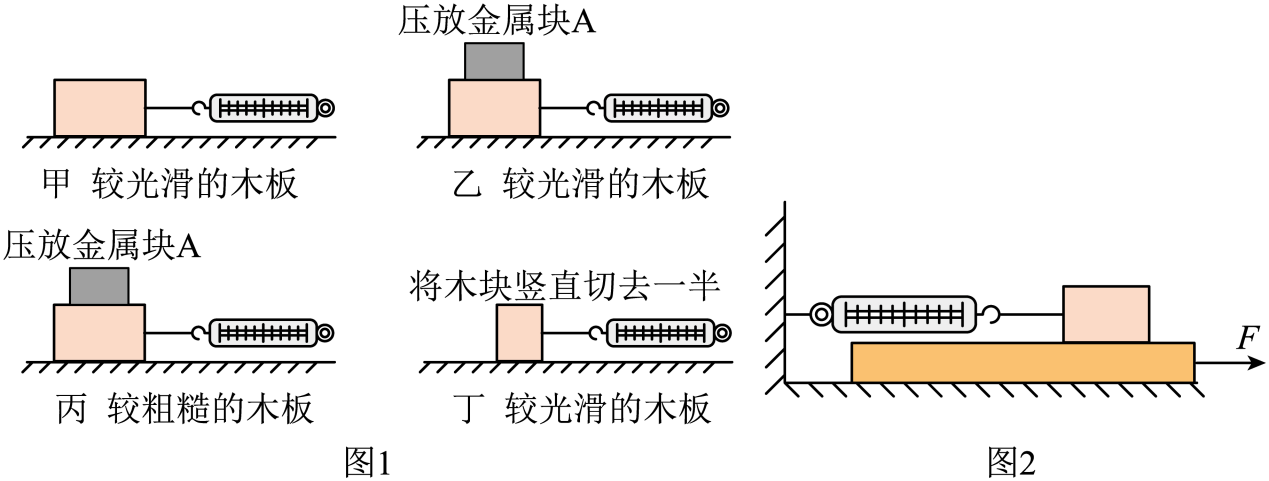 压放金属块A
甲 较光滑的木板
乙 较光滑的木板
压放金属块A
将木块竖直切去一半
丙 较粗糙的木板
丁 较光滑的木板
F
图1
图2